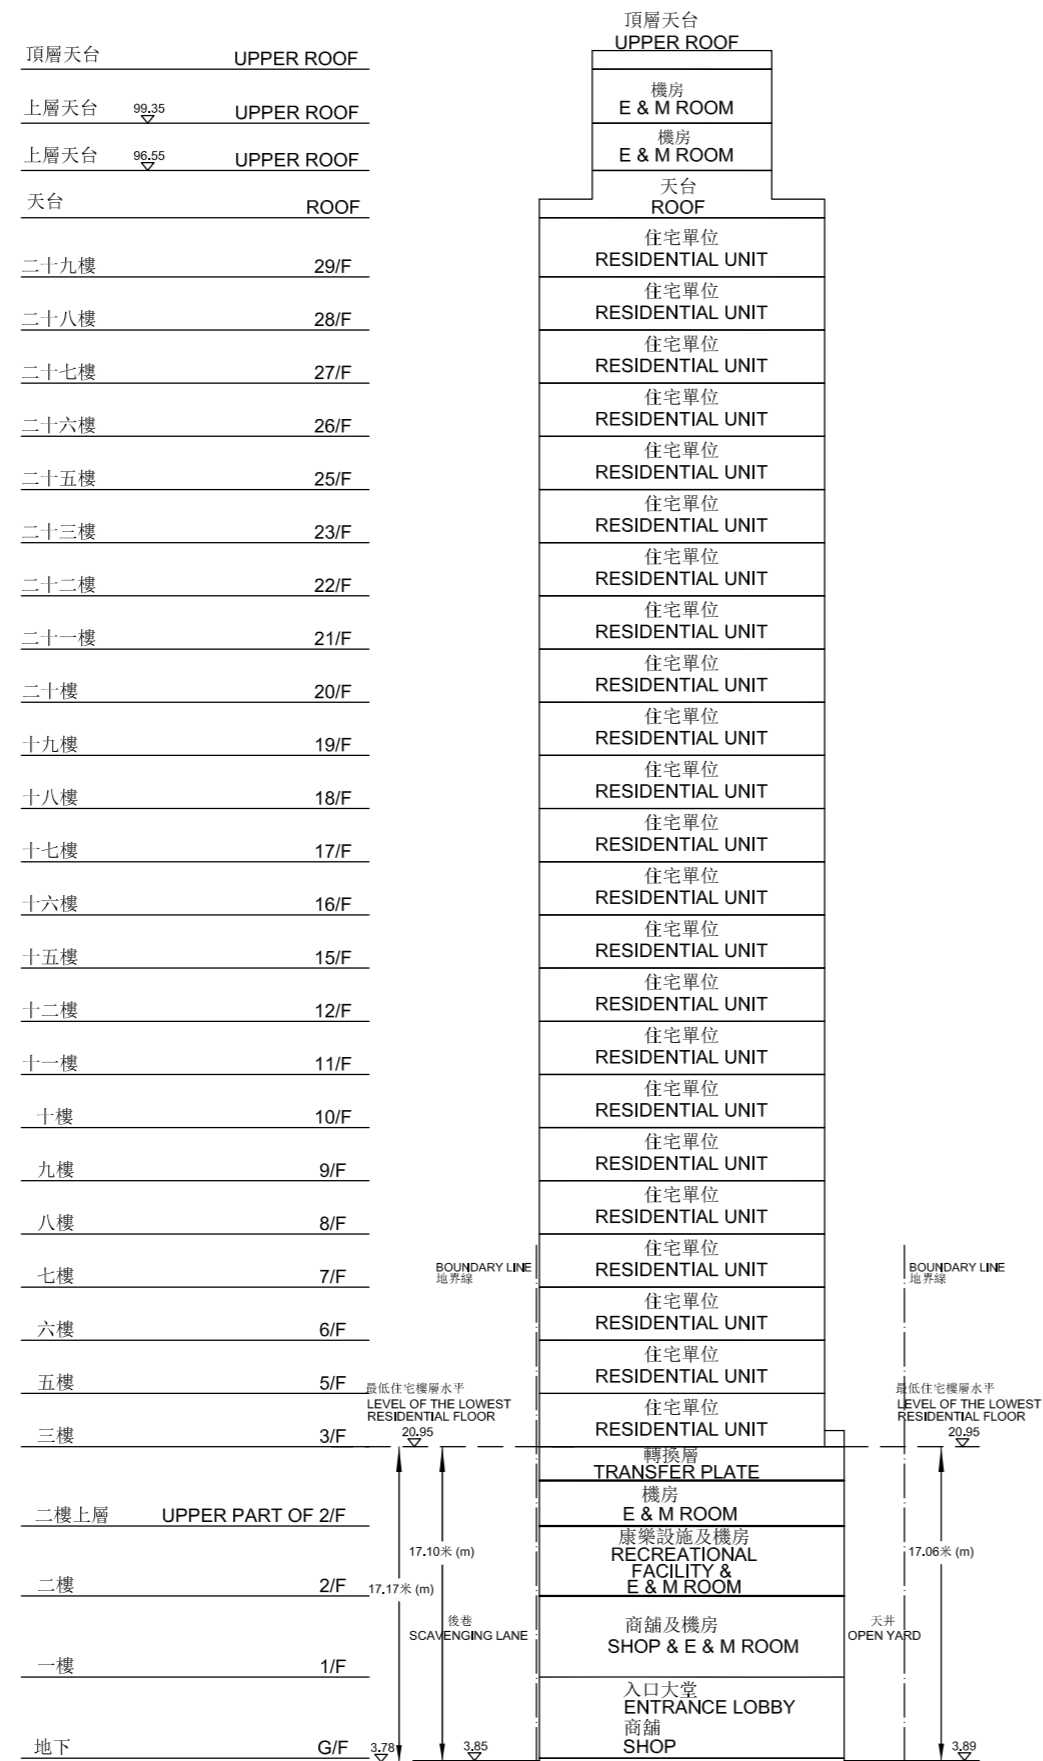 頂層天台
UPPER ROOF
頂層天台 UPPER ROOF
機房
E & M ROOM
上層天台 99.35 UPPER ROOF
機房
E & M ROOM
上層天台 96.55 UPPER ROOF
天台
ROOF
天台 ROOF
住宅單位
RESIDENTIAL UNIT
二十九樓 29/F
住宅單位
RESIDENTIAL UNIT
二十八樓 28/F
住宅單位
RESIDENTIAL UNIT
二十七樓 27/F
住宅單位
RESIDENTIAL UNIT
二十六樓 26/F
住宅單位
RESIDENTIAL UNIT
二十五樓 25/F
住宅單位
RESIDENTIAL UNIT
二十三樓 23/F
住宅單位
RESIDENTIAL UNIT
二十二樓 22/F
住宅單位
RESIDENTIAL UNIT
二十一樓 21/F
住宅單位
RESIDENTIAL UNIT
二十樓 20/F
住宅單位
RESIDENTIAL UNIT
十九樓 19/F
住宅單位
RESIDENTIAL UNIT
十八樓 18/F
住宅單位
RESIDENTIAL UNIT
十七樓 17/F
住宅單位
RESIDENTIAL UNIT
十六樓 16/F
住宅單位
RESIDENTIAL UNIT
十五樓 15/F
住宅單位
RESIDENTIAL UNIT
十二樓 12/F
住宅單位
RESIDENTIAL UNIT
十一樓 11/F
住宅單位
RESIDENTIAL UNIT
十樓 10/F
住宅單位
RESIDENTIAL UNIT
九樓 9/F
住宅單位
RESIDENTIAL UNIT
八樓 8/F
住宅單位
RESIDENTIAL UNIT
七樓 7/F
BOUNDARY LINE
地界線
BOUNDARY LINE
地界線
住宅單位
RESIDENTIAL UNIT
六樓 6/F
住宅單位
RESIDENTIAL UNIT
五樓 5/F
最低住宅樓層水平
LEVEL OF THE LOWEST
RESIDENTIAL FLOOR
20.95
住宅單位
RESIDENTIAL UNIT
最低住宅樓層水平
LEVEL OF THE LOWEST
RESIDENTIAL FLOOR
20.95
三樓 3/F
轉換層
TRANSFER PLATE
機房
E & M ROOM
二樓上層 UPPER PART OF 2/F
康樂設施及機房
RECREATIONAL
FACILITY &
E & M ROOM
17.10米 (m)
17.06米 (m)
二樓 2/F
17.17米 (m)
後巷
SCAVENGING LANE
商舖及機房
SHOP & E & M ROOM
天井
OPEN YARD
一樓 1/F
入口大堂
ENTRANCE LOBBY
商舖
SHOP
地下 G/F
3.78
3.85
3.89